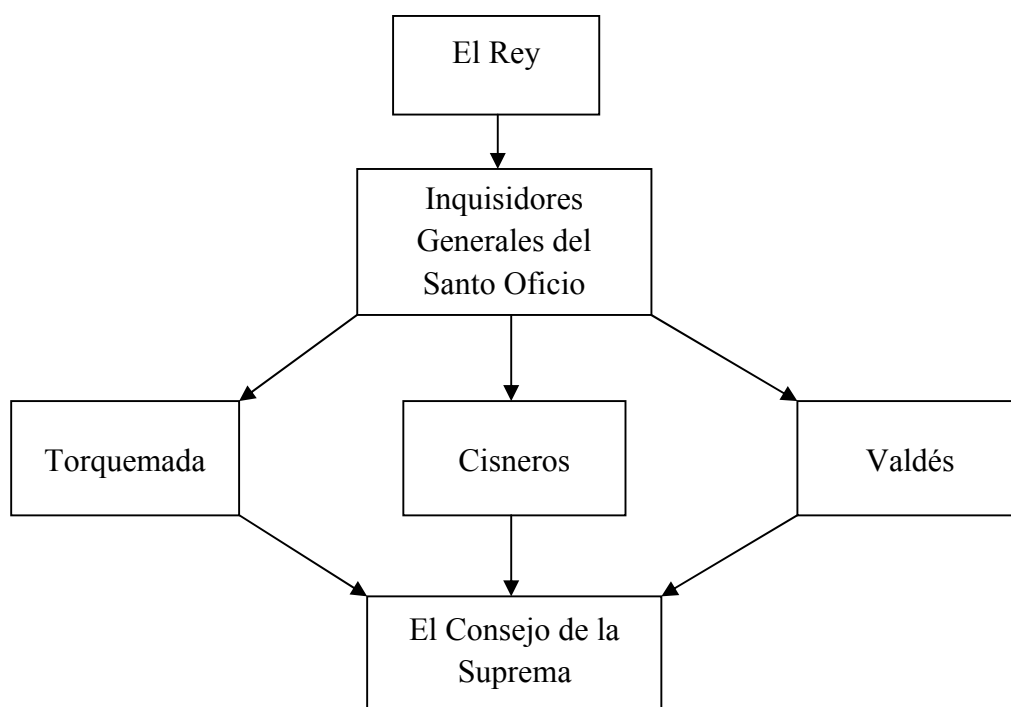 El Rey
Inquisidores
Generales del
Santo Oficio
Torquemada
Cisneros
Valdés
El Consejo de la
Suprema